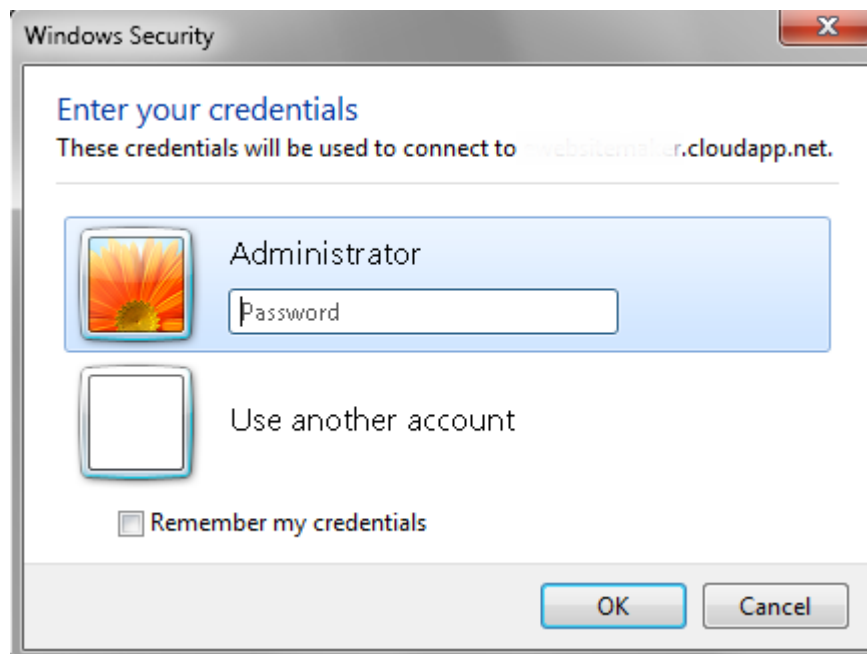 Windows Security
Enter your credentials
These credentials will be used to connect to .cloudapp.net.
Administrator
Password
Use another account
Remember my credentials
OK
Cancel